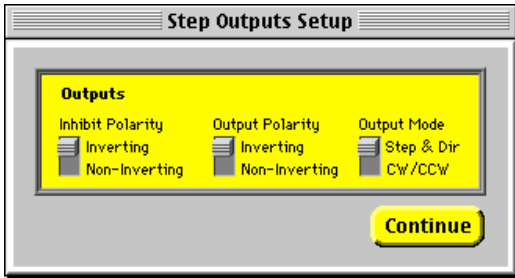 Step Outputs Setup
Outputs
Inhibit Polarity Output Polarity Output Mode
Inverting Inverting Step & Dir
Non-Inverting Non-Inverting CW/CCW
Continue